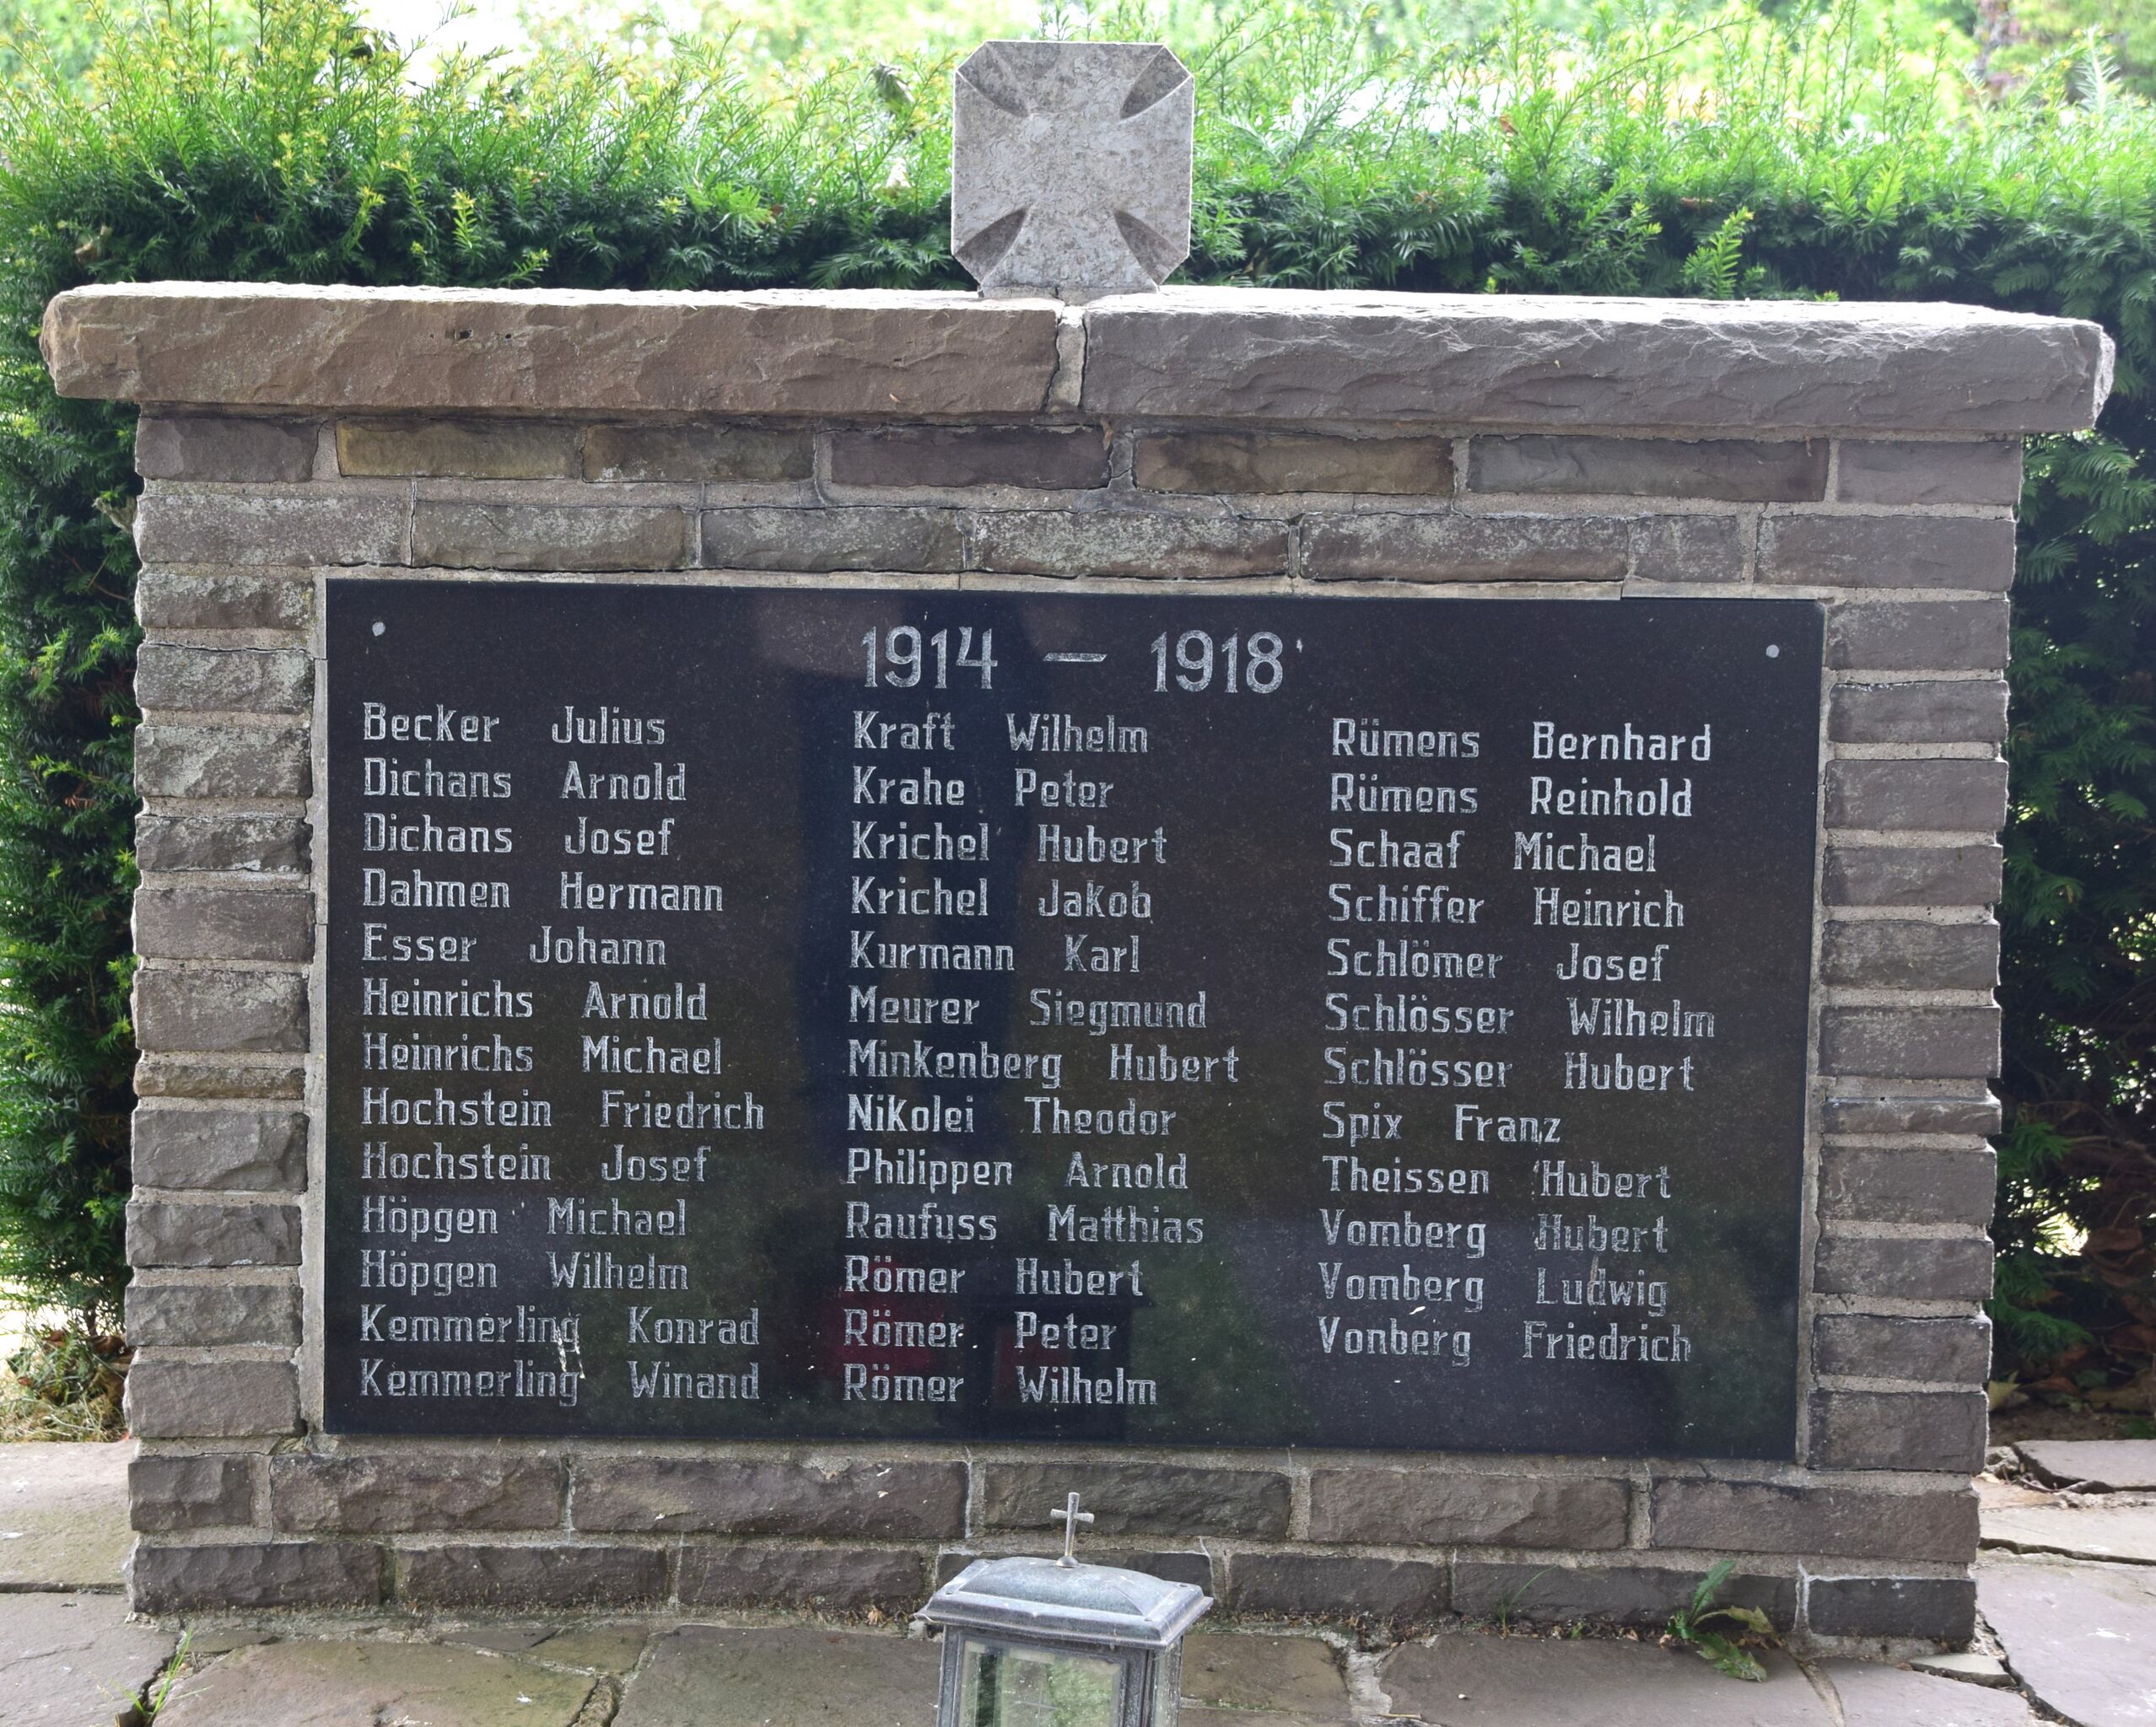 1914 — 1918
Becker Julius
Dichans Arnold
Dichans Josef
Dahmen Hermann
Esser Johann
Heinrichs Arnold
Heinrichs Michael
Hochstein Friedrich
Hochstein Josef
Höpgen Michael
Höpgen Wilhelm
Kemmerling Konrad
Kemmerling Winand
Kraft Wilhelm
Krahe Peter
Krichel Hubert
Krichel Jakob
Kurmann Karl
Meurer Siegmund
Minkenberg Hubert
Nikolei Theodor
Philippen Arnold
Raufuss Matthias
Römer Hubert
Römer Peter
Römer Wilhelm
Rümens Bernhard
Rümens Reinhold
Schaaf Michael
Schiffer Heinrich
Schlömer Josef
Schlösser Wilhelm
Schlösser Hubert
Spix Franz
Theissen Hubert
Vomberg Hubert
Vomberg Ludwig
Vonberg Friedrich